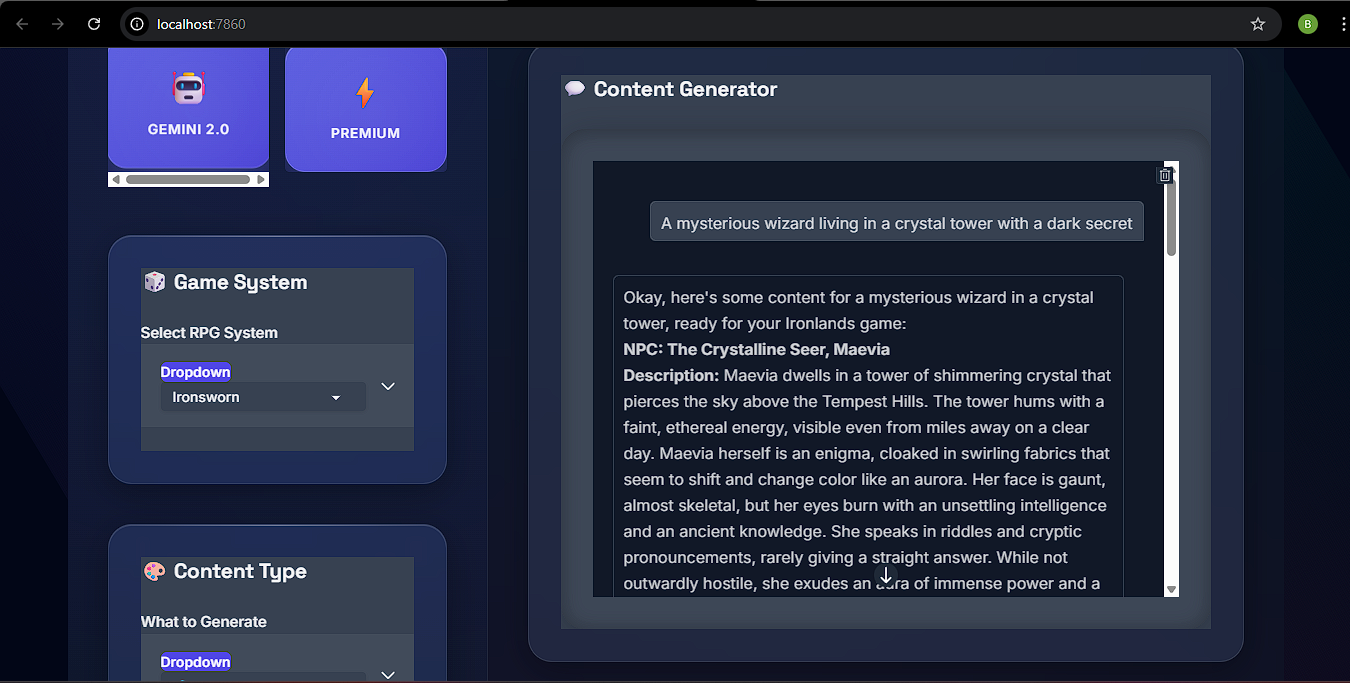 localhost:7860
B
GEMINI 2.0
PREMIUM
Game System
Select RPG System
Dropdown
Ironsworn
Content Type
What to Generate
Dropdown
Content Generator
A mysterious wizard living in a crystal tower with a dark secret
Okay, here's some content for a mysterious wizard in a crystal
tower, ready for your Ironlands game:
NPC: The Crystalline Seer, Maevia
Description: Maevia dwells in a tower of shimmering crystal that
pierces the sky above the Tempest Hills. The tower hums with a
faint, ethereal energy, visible even from miles away on a clear
day. Maevia herself is an enigma, cloaked in swirling fabrics that
seem to shift and change color like an aurora. Her face is gaunt,
almost skeletal, but her eyes burn with an unsettling intelligence
and an ancient knowledge. She speaks in riddles and cryptic
pronouncements, rarely giving a straight answer. While not
outwardly hostile, she exudes an aura of immense power and a